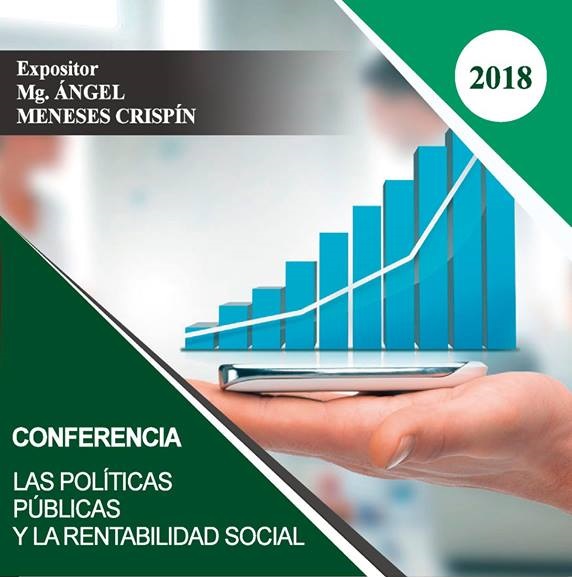 Expositor
Mg. ÁNGEL
MENESES CRISPÍN
2018
CONFERENCIA
LAS POLÍTICAS
PÚBLICAS
Y LA RENTABILIDAD SOCIAL